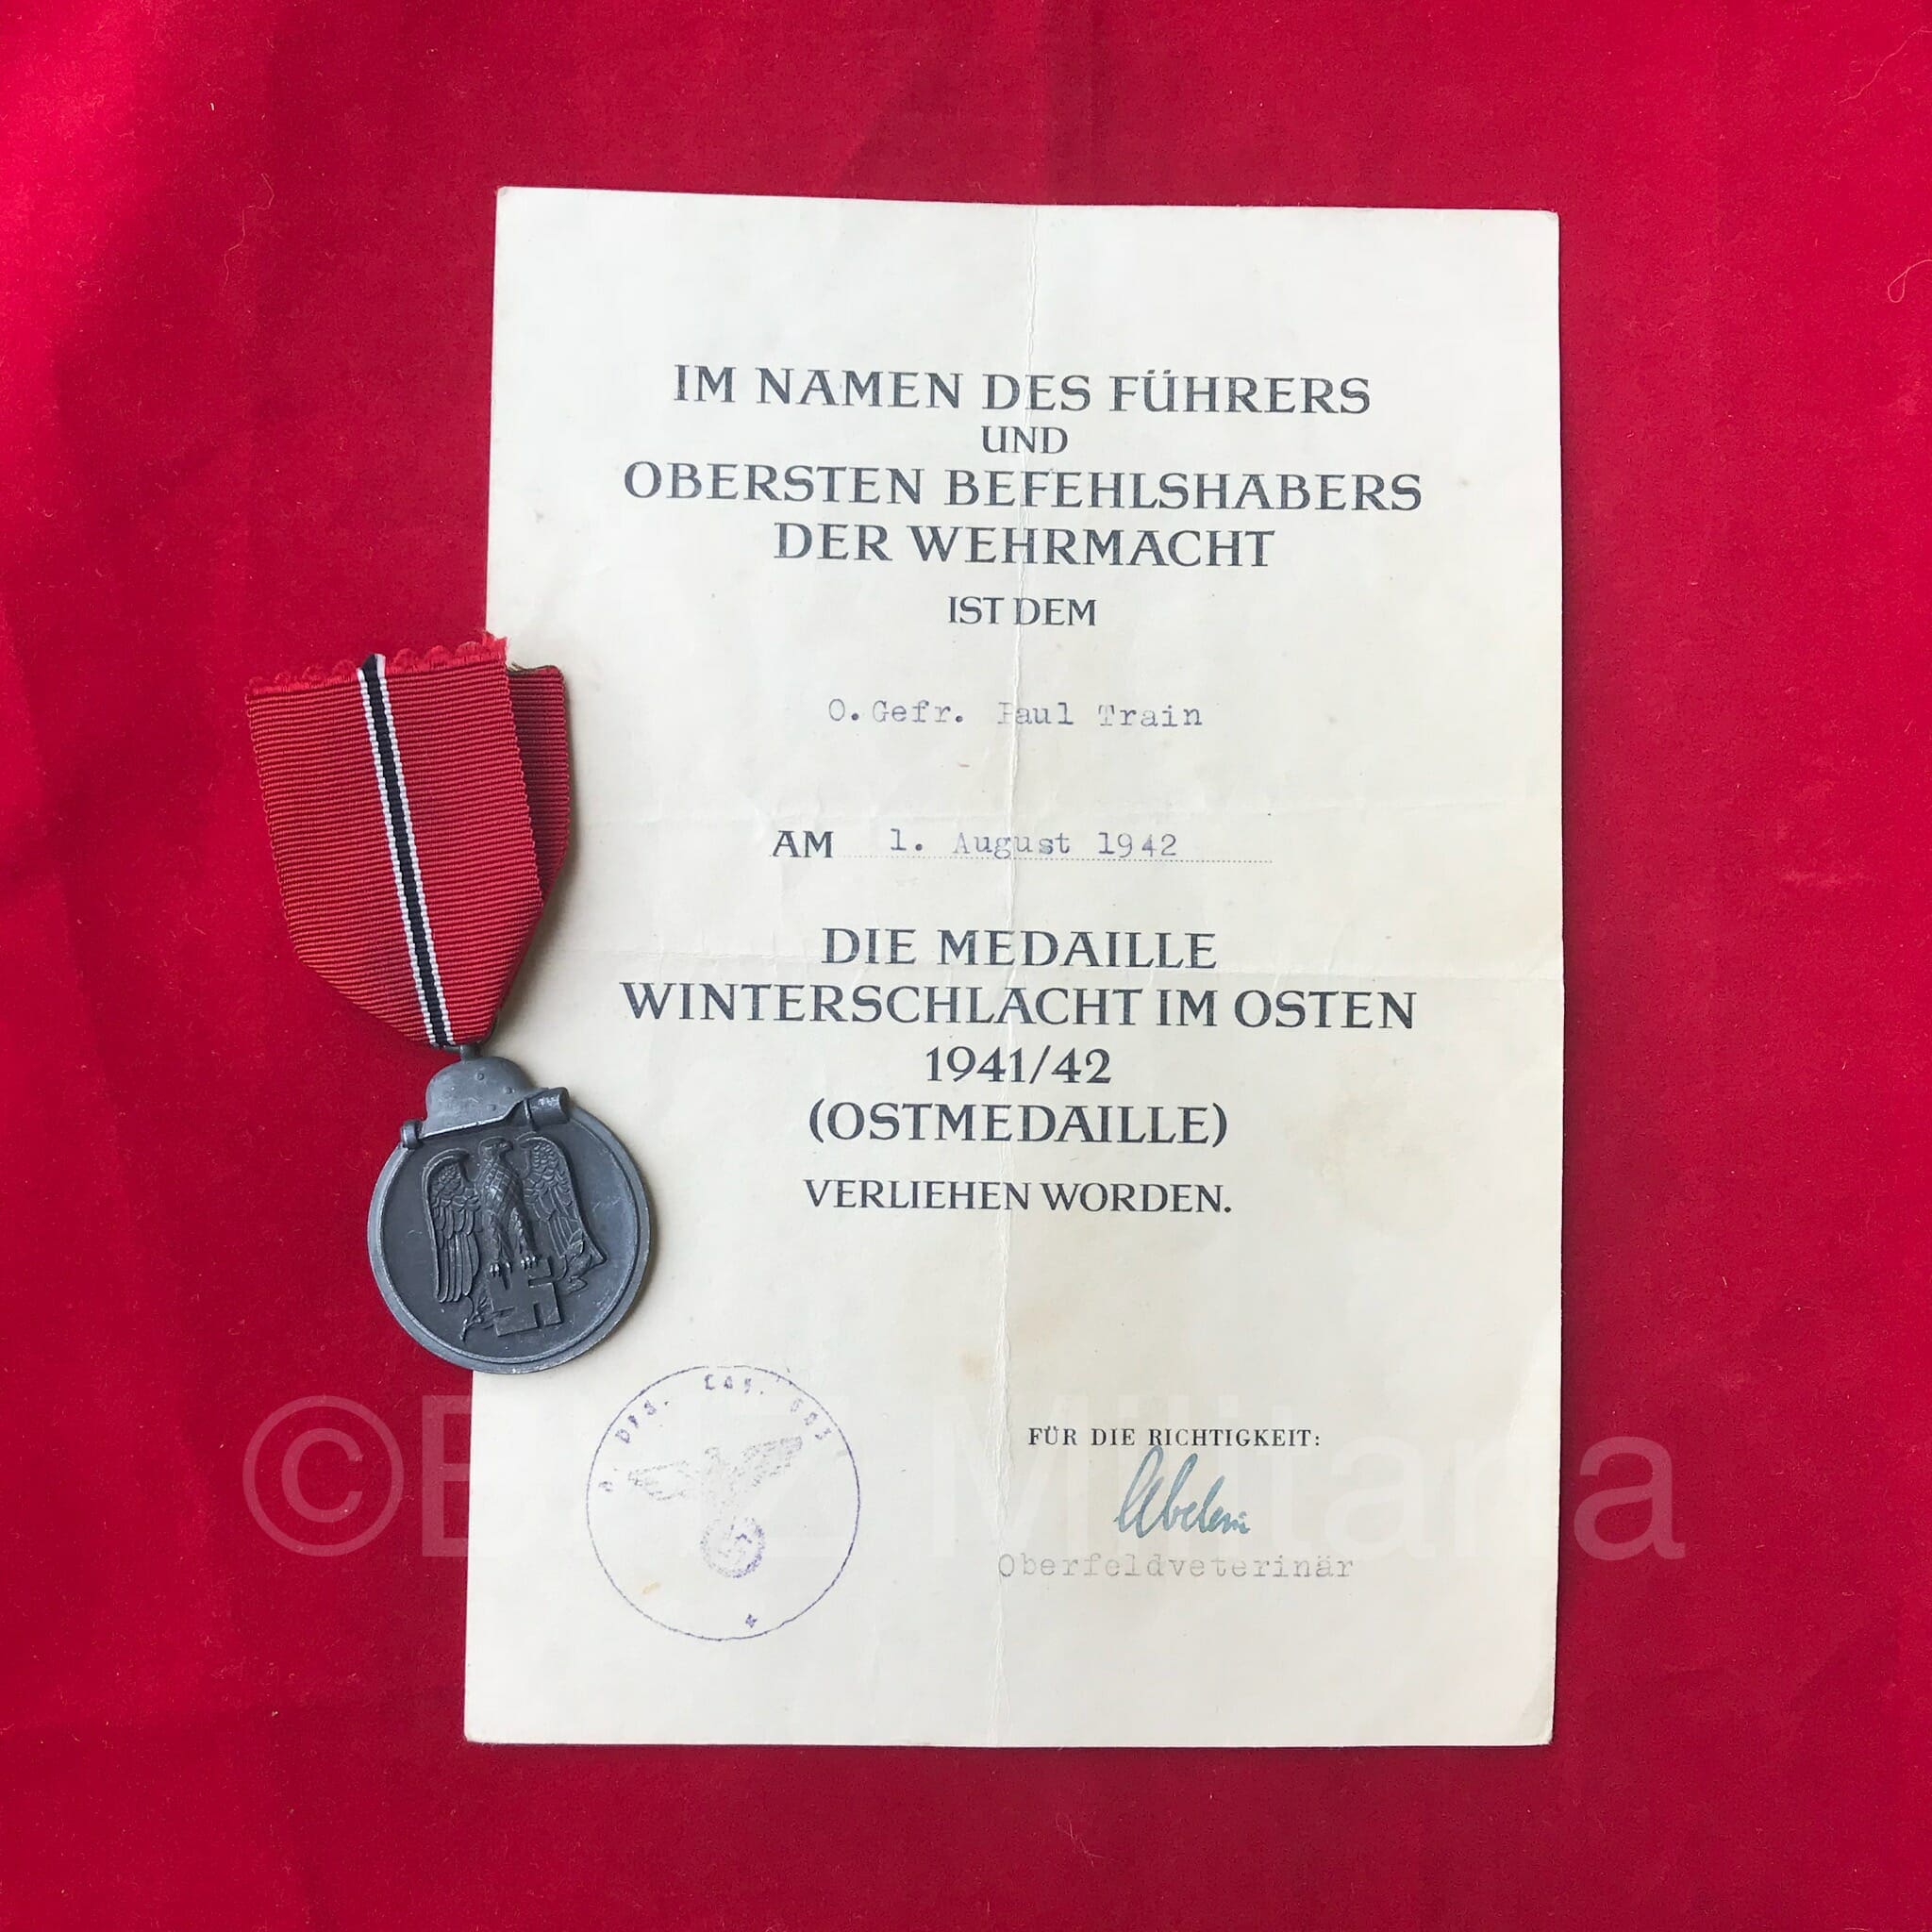 IM NAMEN DES FÜHRERS
UND
OBERSTEN BEFEHLSHABERS
DER WEHRMACHT
IST DEM
O.Gefr. Paul Train
AM 1. August 1942
DIE MEDAILLE
WINTERSCHLACHT IM OSTEN
1941/42
(OSTMEDAILLE)
VERLIEHEN WORDEN.
FÜR DIE RICHTIGKEIT:
Oberfeldveterinär
© Militaria